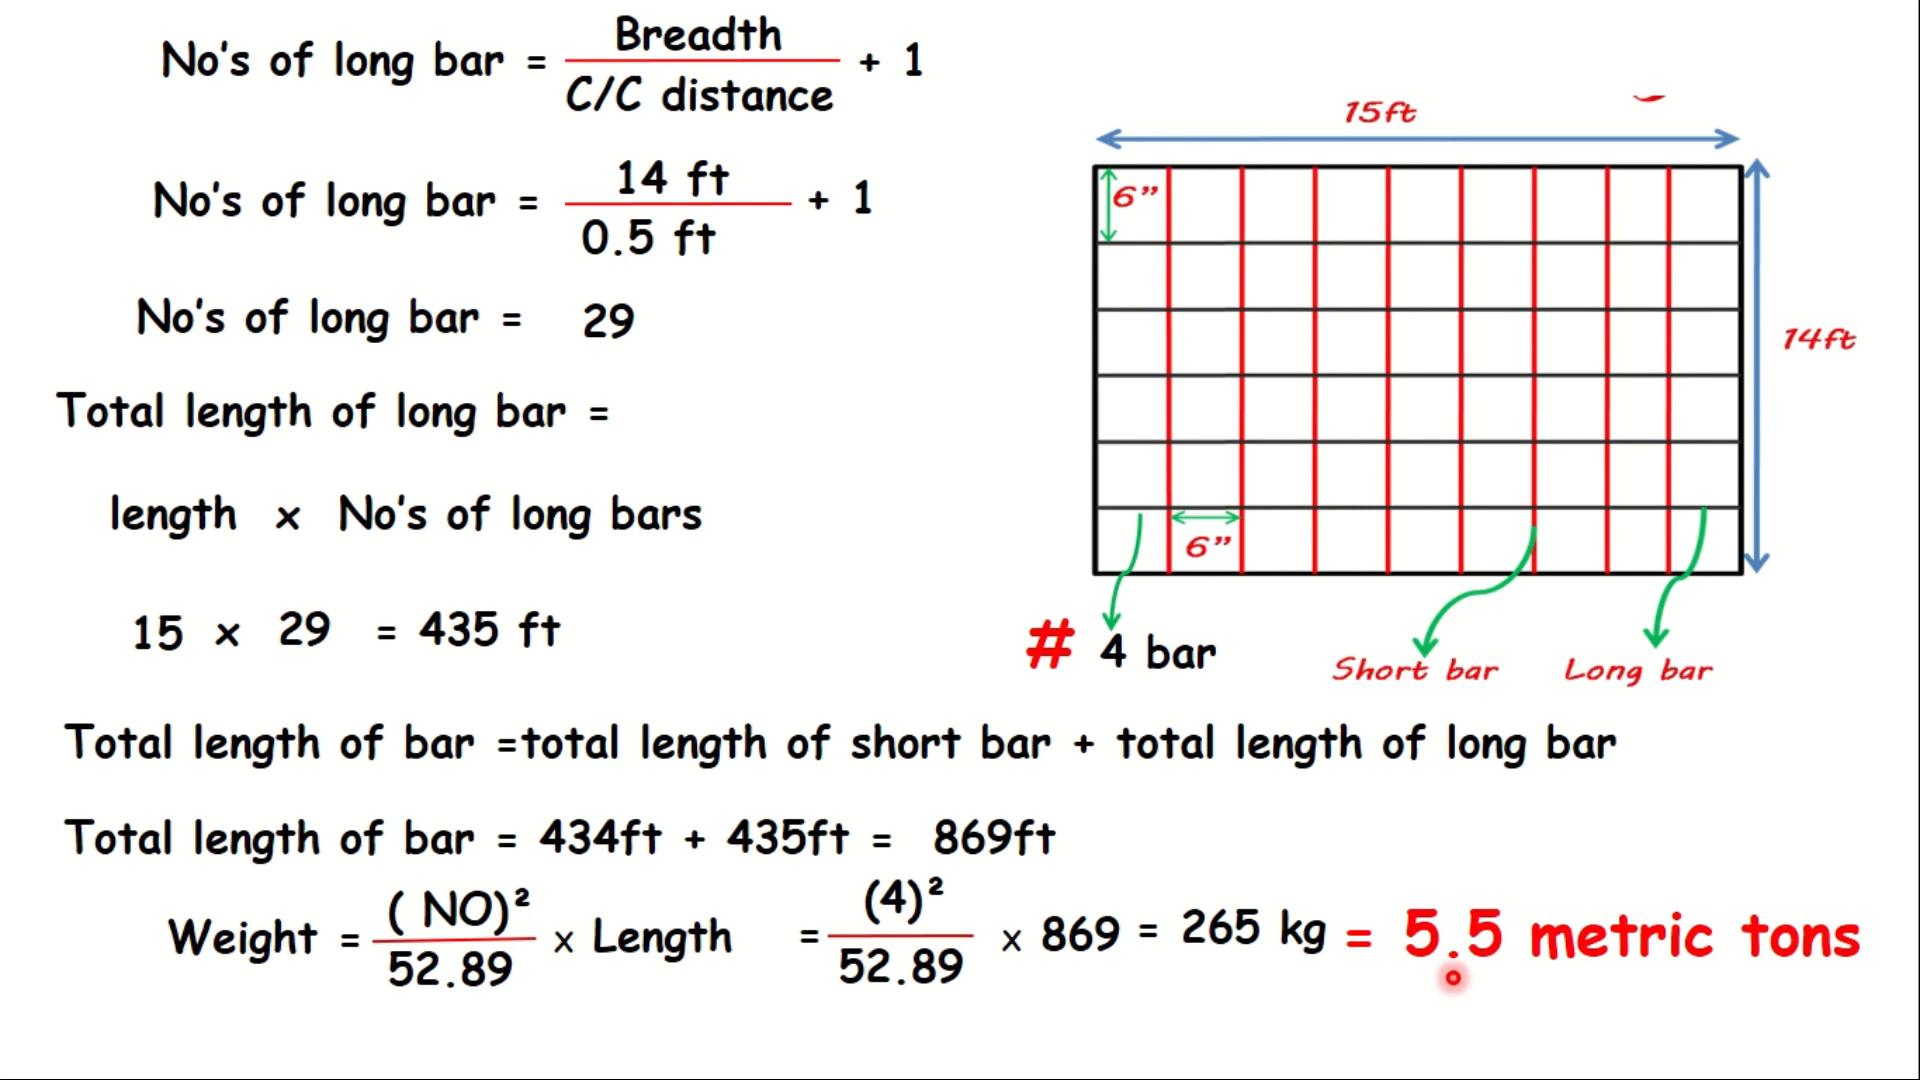 No's of long bar = Breadth / C/C distance + 1
No's of long bar = 14 ft / 0.5 ft + 1
No's of long bar = 29
Total length of long bar =
length x No's of long bars
15 x 29 = 435 ft
15ft
6”
14ft
6”
# 4 bar
Short bar
Long bar
Total length of bar =total length of short bar + total length of long bar
Total length of bar = 434ft + 435ft = 869ft
Weight = ( NO)² / 52.89 x Length = (4)² / 52.89 x 869 = 265 kg = 5.5 metric tons